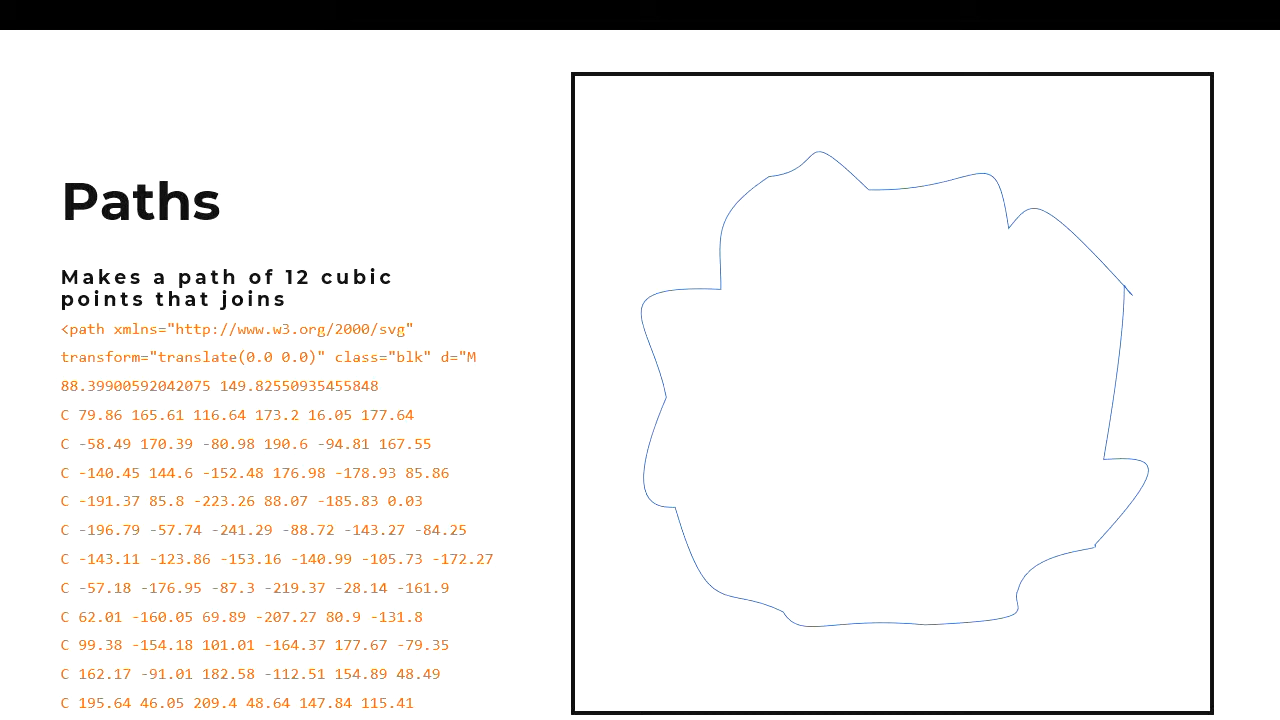 Paths
Makes a path of 12 cubic
points that joins
<path xmlns="http://www.w3.org/2000/svg"
transform="translate(0.0 0.0)" class="blk" d="M
88.39900592042075 149.82550935455848
C 79.86 165.61 116.64 173.2 16.05 177.64
C -58.49 170.39 -80.98 190.6 -94.81 167.55
C -140.45 144.6 -152.48 176.98 -178.93 85.86
C -191.37 85.8 -223.26 88.07 -185.83 0.03
C -196.79 -57.74 -241.29 -88.72 -143.27 -84.25
C -143.11 -123.86 -153.16 -140.99 -105.73 -172.27
C -57.18 -176.95 -87.3 -219.37 -28.14 -161.9
C 62.01 -160.05 69.89 -207.27 80.9 -131.8
C 99.38 -154.18 101.01 -164.37 177.67 -79.35
C 162.17 -91.01 182.58 -112.51 154.89 48.49
C 195.64 46.05 209.4 48.64 147.84 115.41